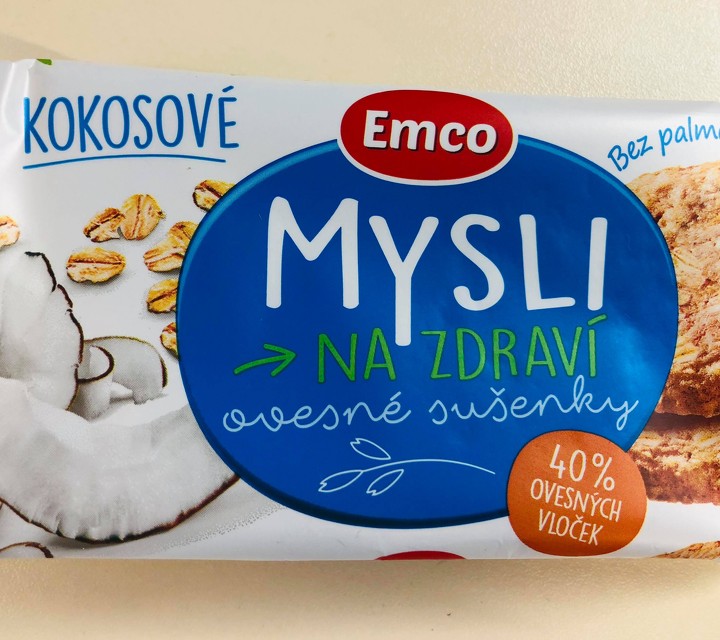 KOKOSOVÉ
Emco
Bez palm
MYSLI
NA ZDRAVÍ
ovesné sušenky
40%
OVESNÝCH
VLOČEK